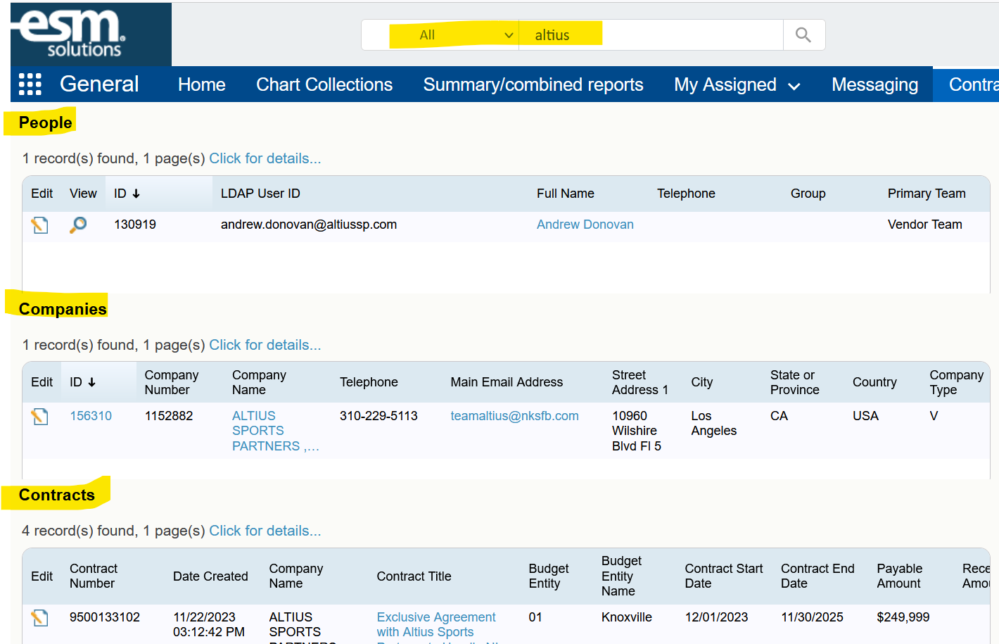 esm
solutions
All altius
General Home Chart Collections Summary/combined reports My Assigned Messaging Contra
People
1 record(s) found, 1 page(s) Click for details...
Edit View ID LDAP User ID Full Name Telephone Group Primary Team
130919 andrew.donovan@altiussp.com Andrew Donovan Vendor Team
Companies
1 record(s) found, 1 page(s) Click for details...
Edit ID Company Number Company Name Telephone Main Email Address Street Address 1 City State or Province Country Company Type
156310 1152882 ALTIUS SPORTS PARTNERS ,... 310-229-5113 teamaltius@nksfb.com 10960 Wilshire Blvd Fl 5 Los Angeles CA USA V
Contracts
4 record(s) found, 1 page(s) Click for details...
Edit Contract Number Date Created Company Name Contract Title Budget Entity Budget Entity Name Contract Start Date Contract End Date Payable Amount Rece Amou
9500133102 11/22/2023 03:12:42 PM ALTIUS SPORTS PARTNERS Exclusive Agreement with Altius Sports 01 Knoxville 12/01/2023 11/30/2025 $249,999